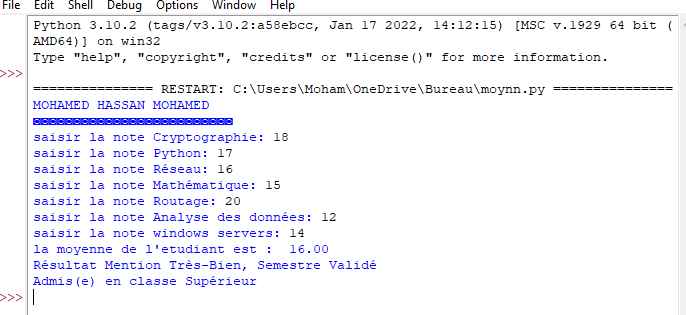 File Edit Shell Debug Options Window Help
Python 3.10.2 (tags/v3.10.2:a58ebcc, Jan 17 2022, 14:12:15) [MSC v.1929 64 bit (
AMD64)] on win32
Type "help", "copyright", "credits" or "license()" for more information.
>>>
=============== RESTART: C:\Users\Moham\OneDrive\Bureau\moynn.py ===============
MOHAMED HASSAN MOHAMED
saisir la note Cryptographie: 18
saisir la note Python: 17
saisir la note Réseau: 16
saisir la note Mathématique: 15
saisir la note Routage: 20
saisir la note Analyse des données: 12
saisir la note windows servers: 14
la moyenne de l'etudiant est :  16.00
Résultat Mention Très-Bien, Semestre Validé
Admis(e) en classe Supérieur
>>>